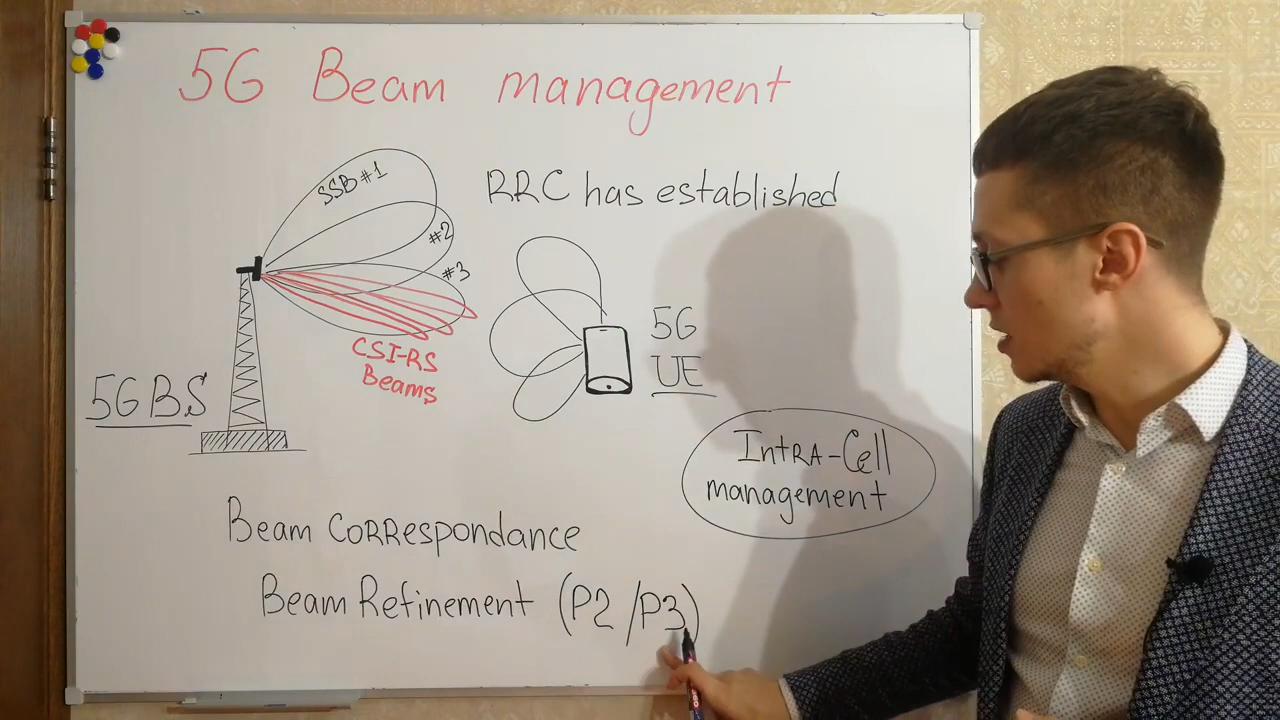 5G Beam management
SSB#1
#2
#3
RRC has established
CSI-RS
Beams
5G BS
5G
UE
IntRA-Cell
management
Beam CORRespondance
Beam Refinement (P2/P3)